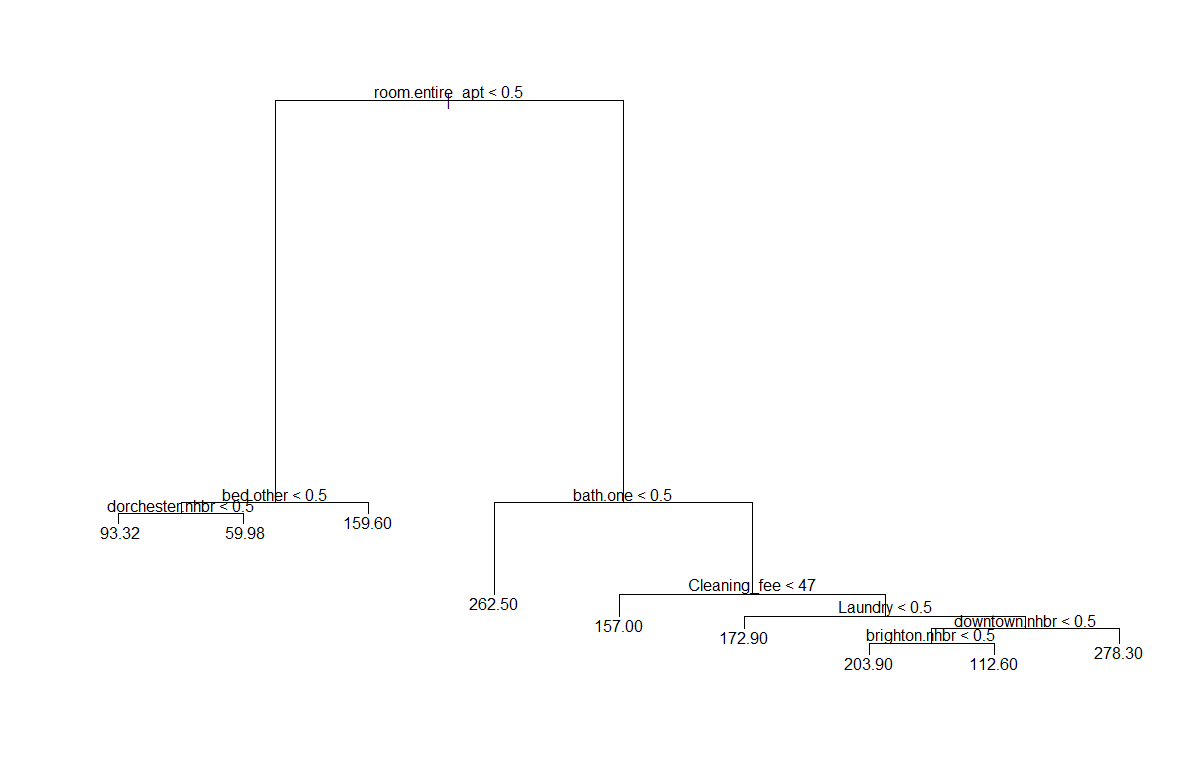 room.entire_apt < 0.5
bed.other < 0.5
bath.one < 0.5
dorchester.nhbr < 0.5
159.60
93.32
59.98
Cleaning_fee < 47
262.50
Laundry < 0.5
157.00
downtown.nhbr < 0.5
172.90
brighton.nhbr < 0.5
278.30
203.90
112.60